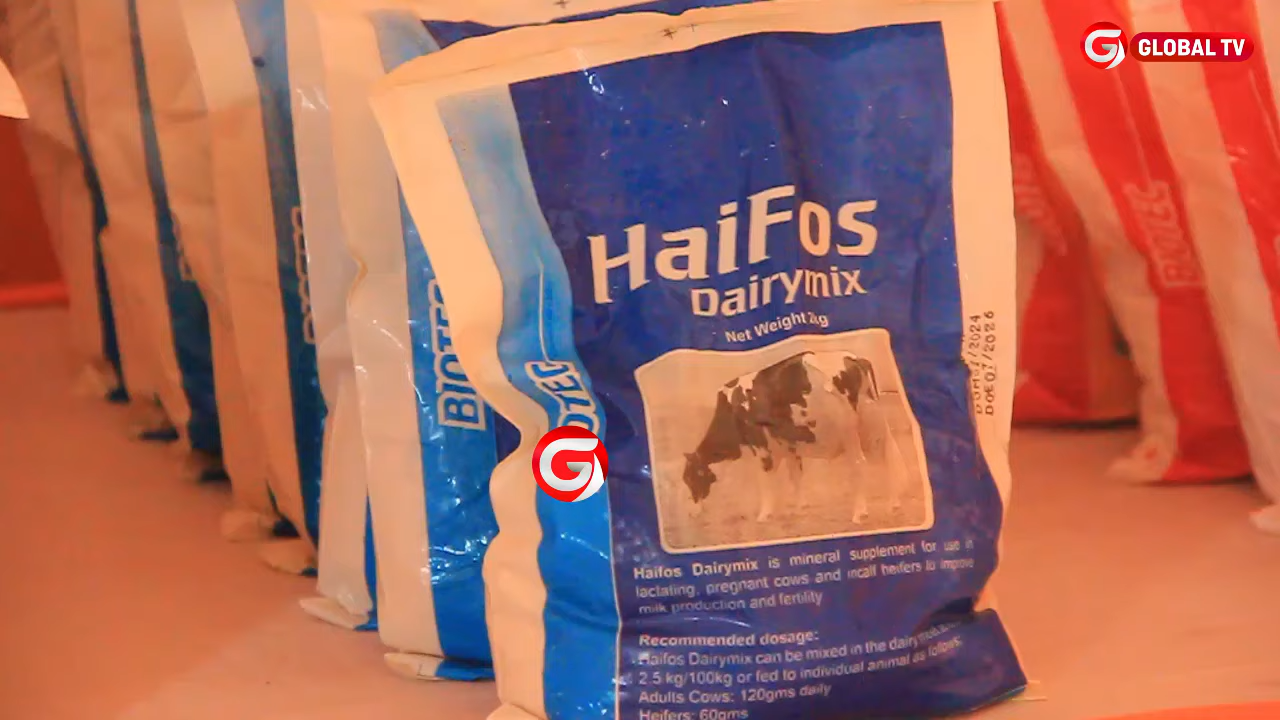 GLOBAL TV
HaiFos
Dairymix
Net Weight 2kg
BIOTEC
DOE 07/2026
Haifos Dairymix is mineral supplement for use in
lactating, pregnant cows and incalf heifers to improve
milk production and fertility
Recommended dosage:
Haifos Dairymix can be mixed in the dairy
2.5 kg/100kg or fed to individual animal as follows:
Adults Cows: 120gms daily
Heifers: 60gms
BIOTEC